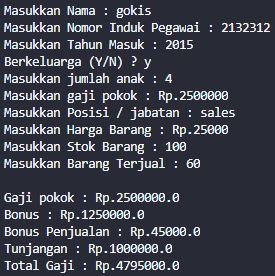 Masukkan Nama : gokis
Masukkan Nomor Induk Pegawai : 2132312
Masukkan Tahun Masuk : 2015
Berkeluarga (Y/N) ? y
Masukkan jumlah anak : 4
Masukkan gaji pokok : Rp.2500000
Masukkan Posisi / jabatan : sales
Masukkan Harga Barang : Rp.25000
Masukkan Stok Barang : 100
Masukkan Barang Terjual : 60
Gaji pokok : Rp.2500000.0
Bonus : Rp.1250000.0
Bonus Penjualan : Rp.45000.0
Tunjangan : Rp.1000000.0
Total Gaji : Rp.4795000.0